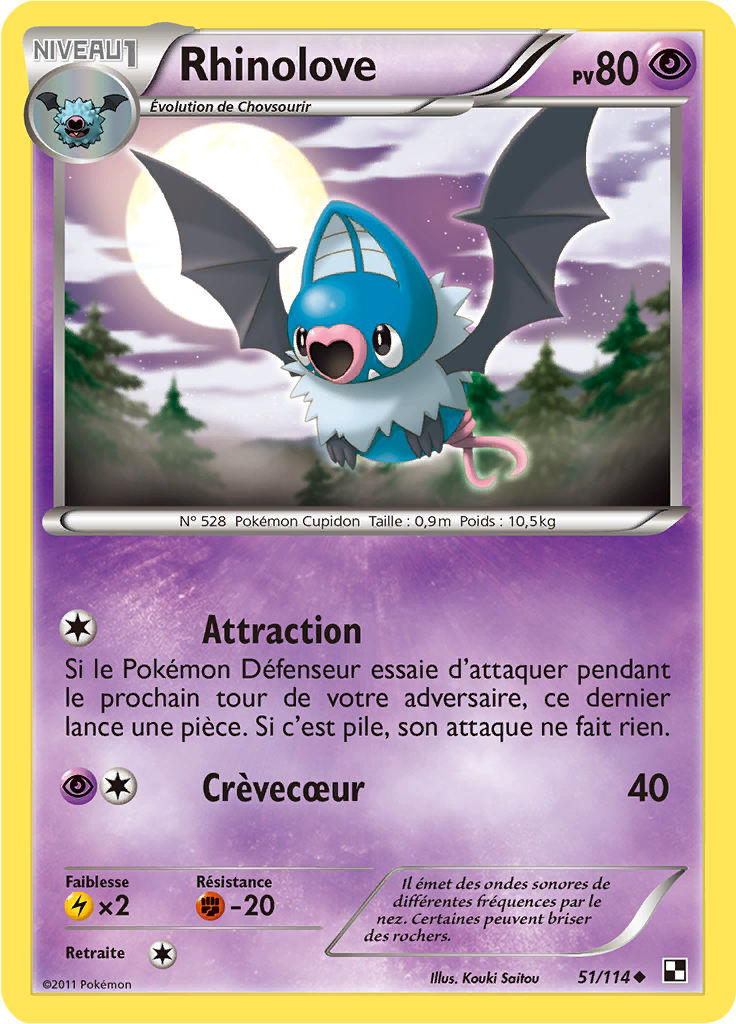 NIVEAU1
Rhinolove
PV80
Évolution de Chovsourir
N° 528 Pokémon Cupidon Taille : 0,9m Poids : 10,5kg
Attraction
Si le Pokémon Défenseur essaie d'attaquer pendant
le prochain tour de votre adversaire, ce dernier
lance une pièce. Si c'est pile, son attaque ne fait rien.
Crèvecœur 40
Faiblesse
×2
Résistance
-20
Retraite
Il émet des ondes sonores de
différentes fréquences par le
nez. Certaines peuvent briser
des rochers.
©2011 Pokémon
Illus. Kouki Saitou
51/114